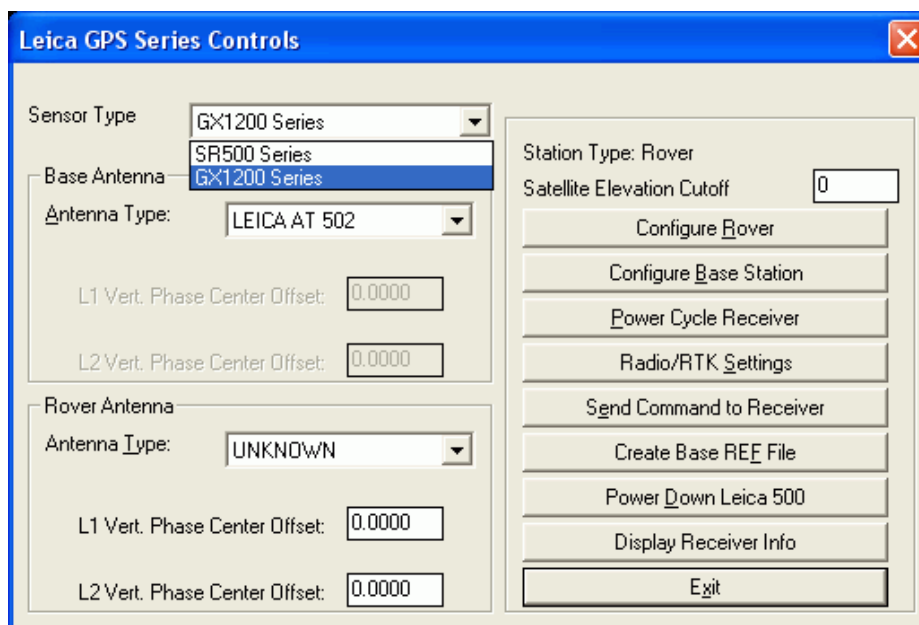 Leica GPS Series Controls
Sensor Type
GX1200 Series
SR500 Series
GX1200 Series
Base Antenna
Antenna Type:
LEICA AT 502
L1 Vert. Phase Center Offset:
0.0000
L2 Vert. Phase Center Offset:
0.0000
Rover Antenna
Antenna Type:
UNKNOWN
L1 Vert. Phase Center Offset:
0.0000
L2 Vert. Phase Center Offset:
0.0000
Station Type: Rover
Satellite Elevation Cutoff
0
Configure Rover
Configure Base Station
Power Cycle Receiver
Radio/RTK Settings
Send Command to Receiver
Create Base REF File
Power Down Leica 500
Display Receiver Info
Exit